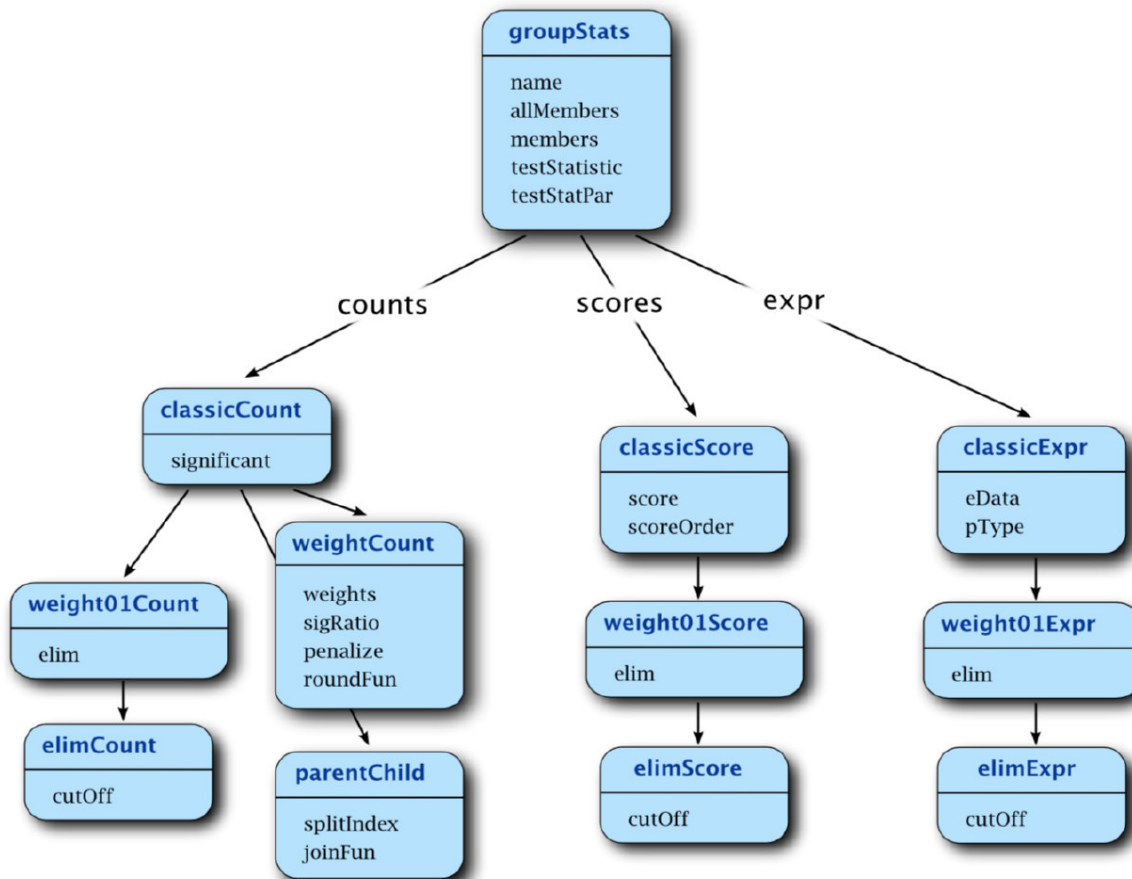 groupStats
name
allMembers
members
testStatistic
testStatPar
counts
scores
expr
classicCount
significant
weight01Count
elim
elimCount
cutOff
weightCount
weights
sigRatio
penalize
roundFun
parentChild
splitIndex
joinFun
classicScore
score
scoreOrder
weight01Score
elim
elimScore
cutOff
classicExpr
eData
pType
weight01Expr
elim
elimExpr
cutOff